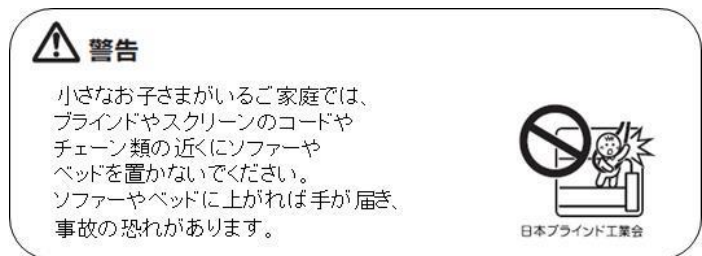 警告
小さなお子さまがいるご家庭では、
ブラインドやスクリーンのコードや
チェーン類の近くにソファーや
ベッドを置かないでください。
ソファーやベッドに上がれば手が届き、
事故の恐れがあります。
日本ブラインド工業会